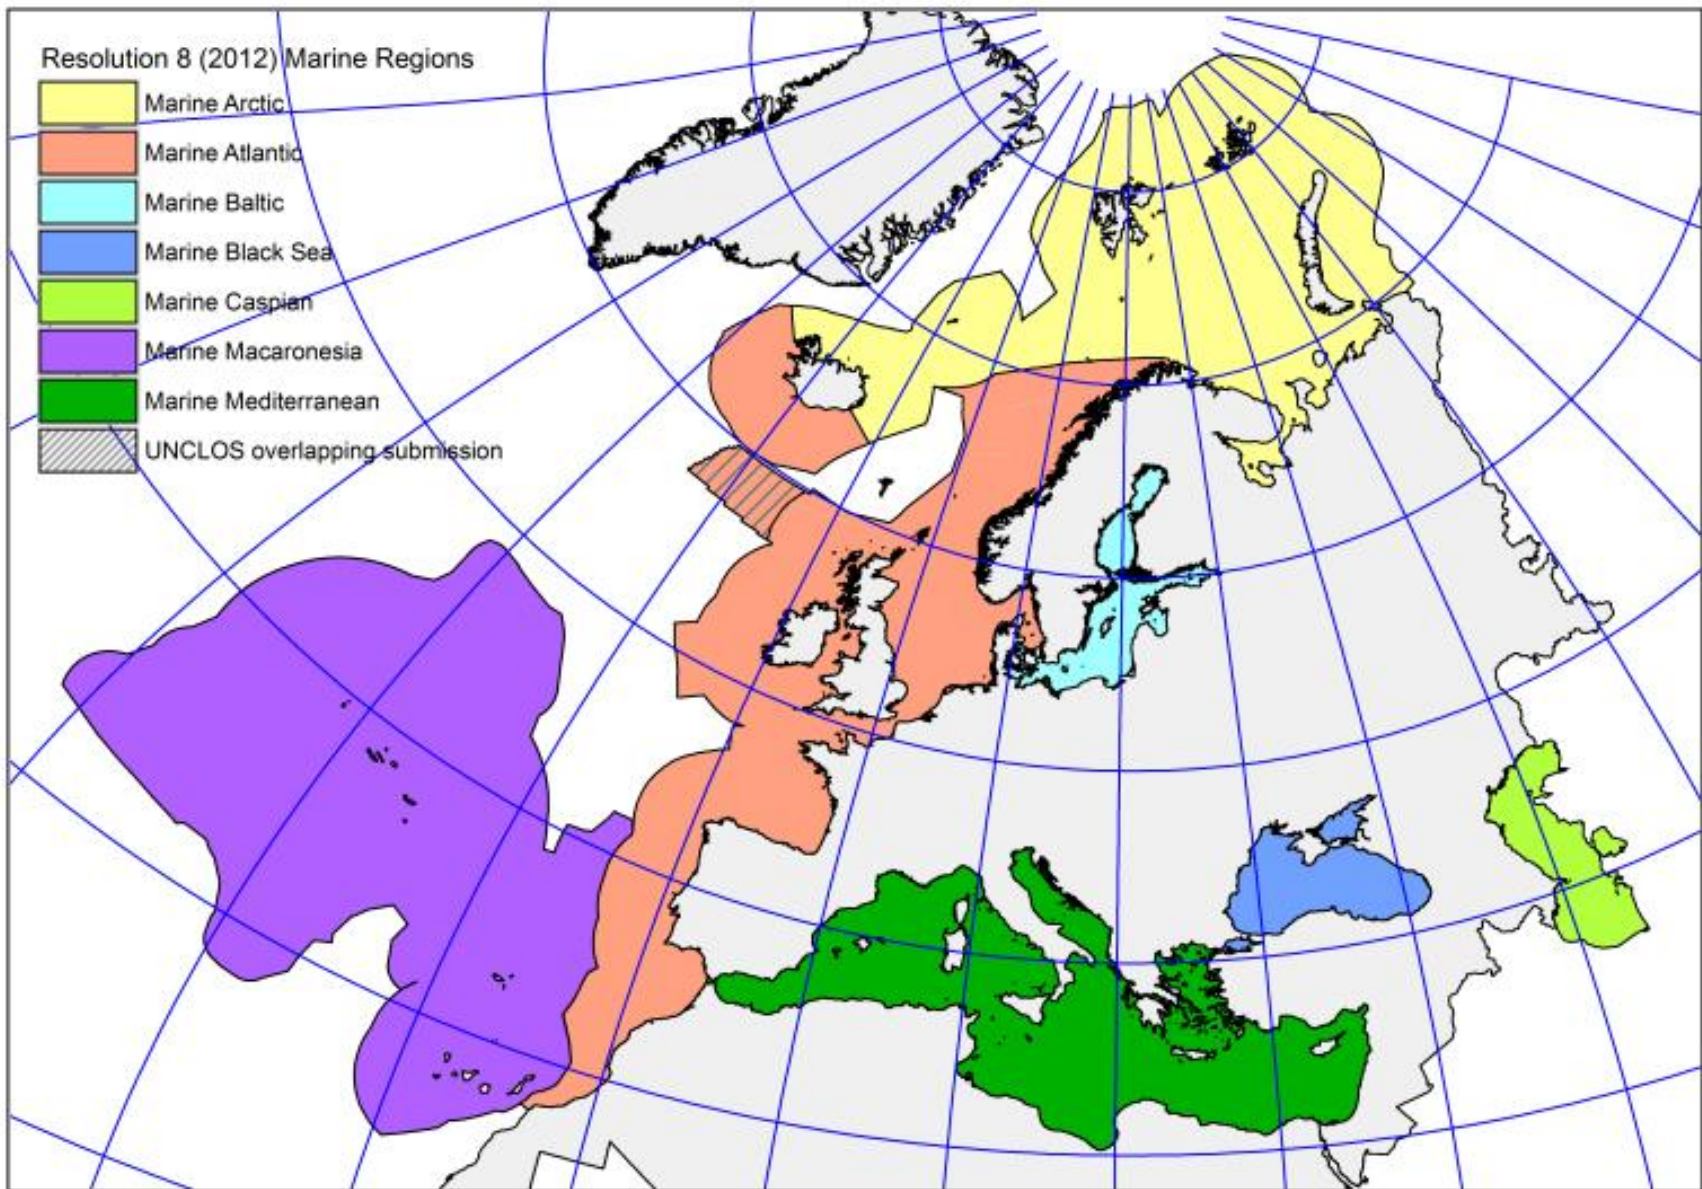 Resolution 8 (2012) Marine Regions
Marine Arctic
Marine Atlantic
Marine Baltic
Marine Black Sea
Marine Caspian
Marine Macaronesia
Marine Mediterranean
UNCLOS overlapping submission